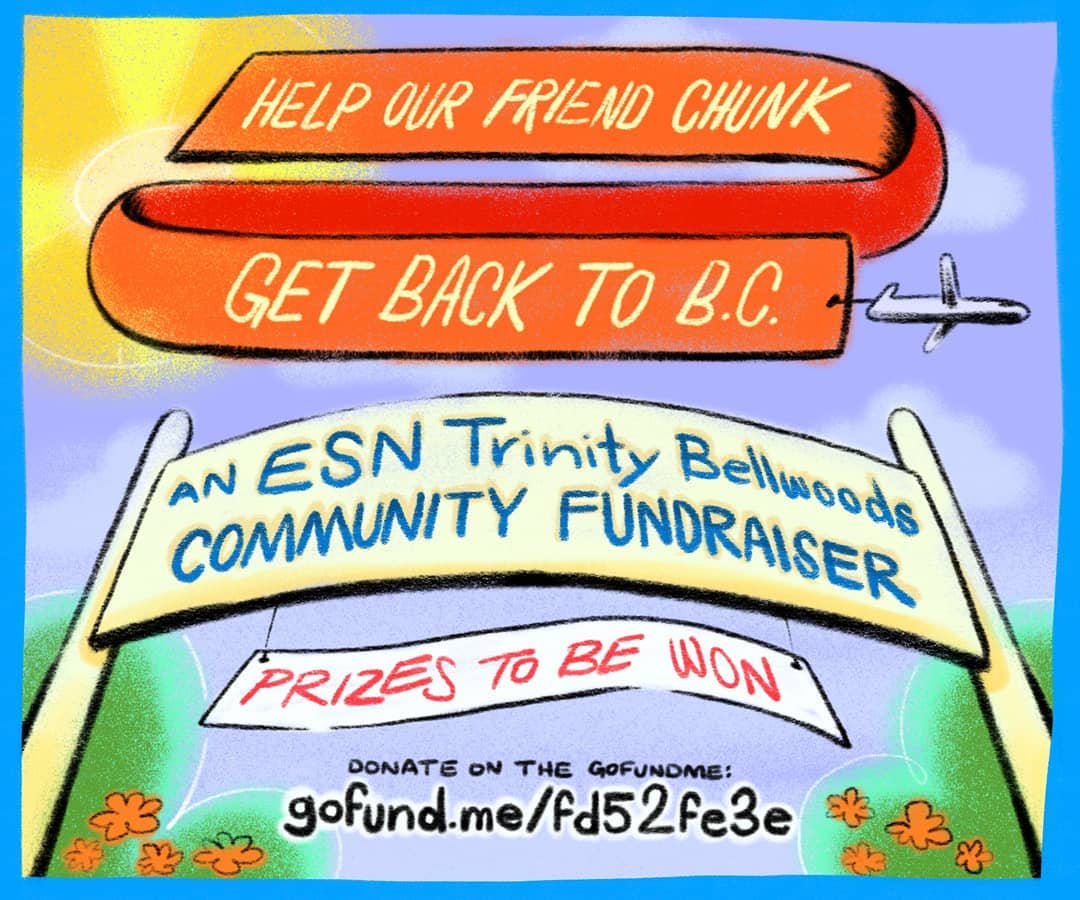 HELP OUR FRIEND CHUNK
GET BACK TO B.C.
AN ESN Trinity Bellwoods
COMMUNITY FUNDRAISER
PRIZES TO BE WON
DONATE ON THE GOFUNDME:
gofund.me/fd52fe3e